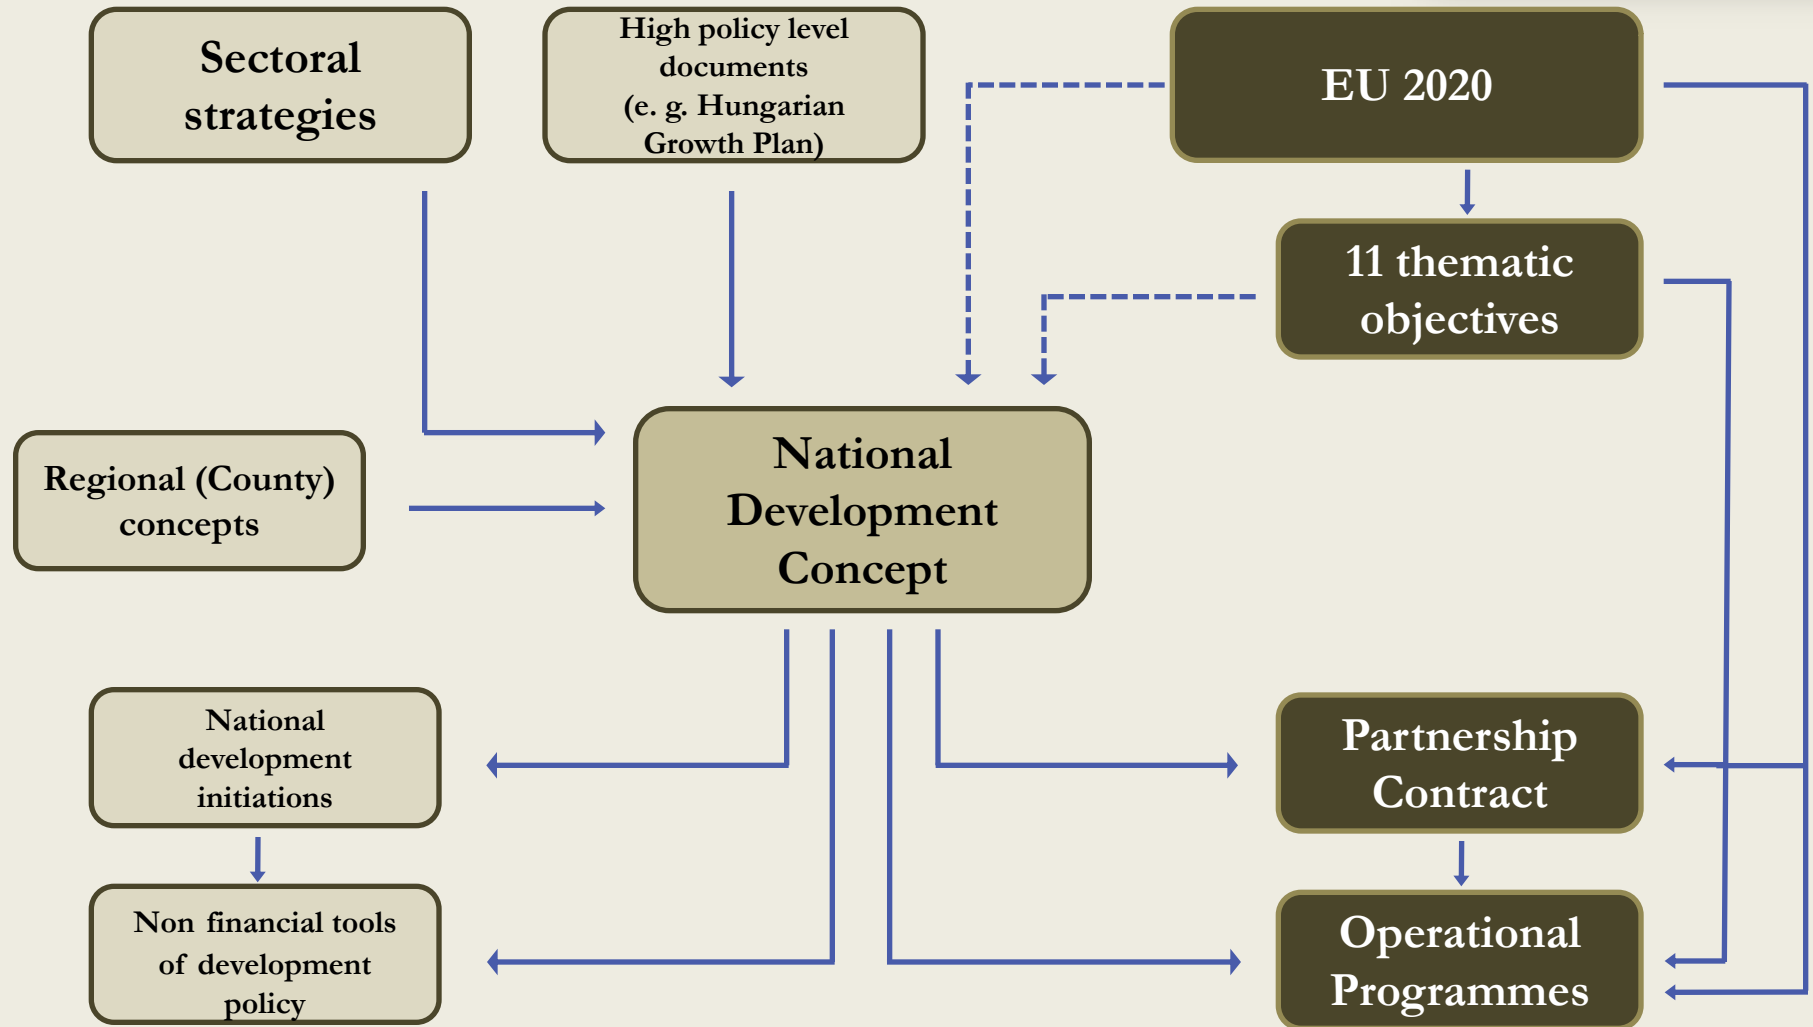 Sectoral
strategies
High policy level
documents
(e. g. Hungarian
Growth Plan)
EU 2020
11 thematic
objectives
Regional (County)
concepts
National
Development
Concept
National
development
initiations
Partnership
Contract
Non financial tools
of development
policy
Operational
Programmes